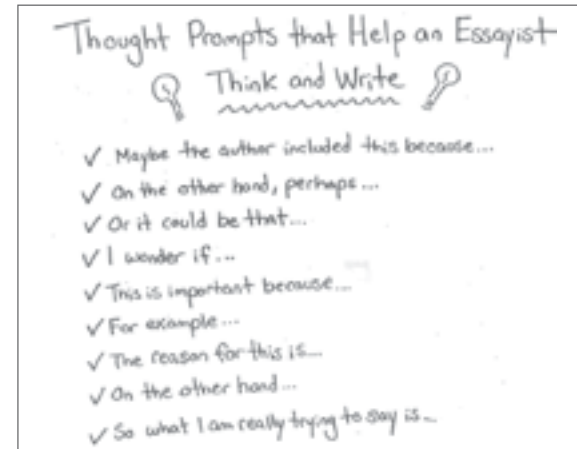 Thought Prompts that Help an Essayist
Think and Write
✓ Maybe the author included this because...
✓ On the other hand, perhaps...
✓ Or it could be that...
✓ I wonder if...
✓ This is important because...
✓ For example...
✓ The reason for this is...
✓ On the other hand...
✓ So what I am really trying to say is...